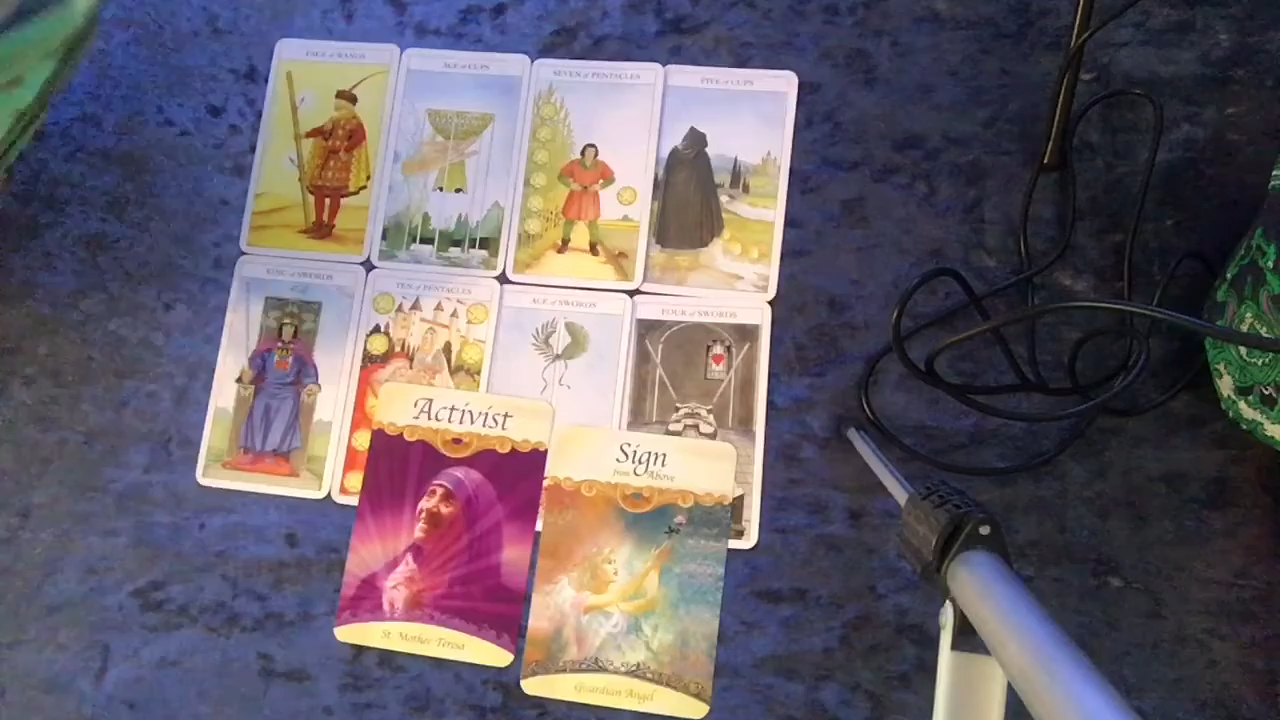 PAGE of WANDS
ACE of CUPS
SEVEN of PENTACLES
FIVE of CUPS
KING of SWORDS
TEN of PENTACLES
ACE of SWORDS
FOUR of SWORDS
Activist
St. Mother Teresa
Sign
from Above
Guardian Angel